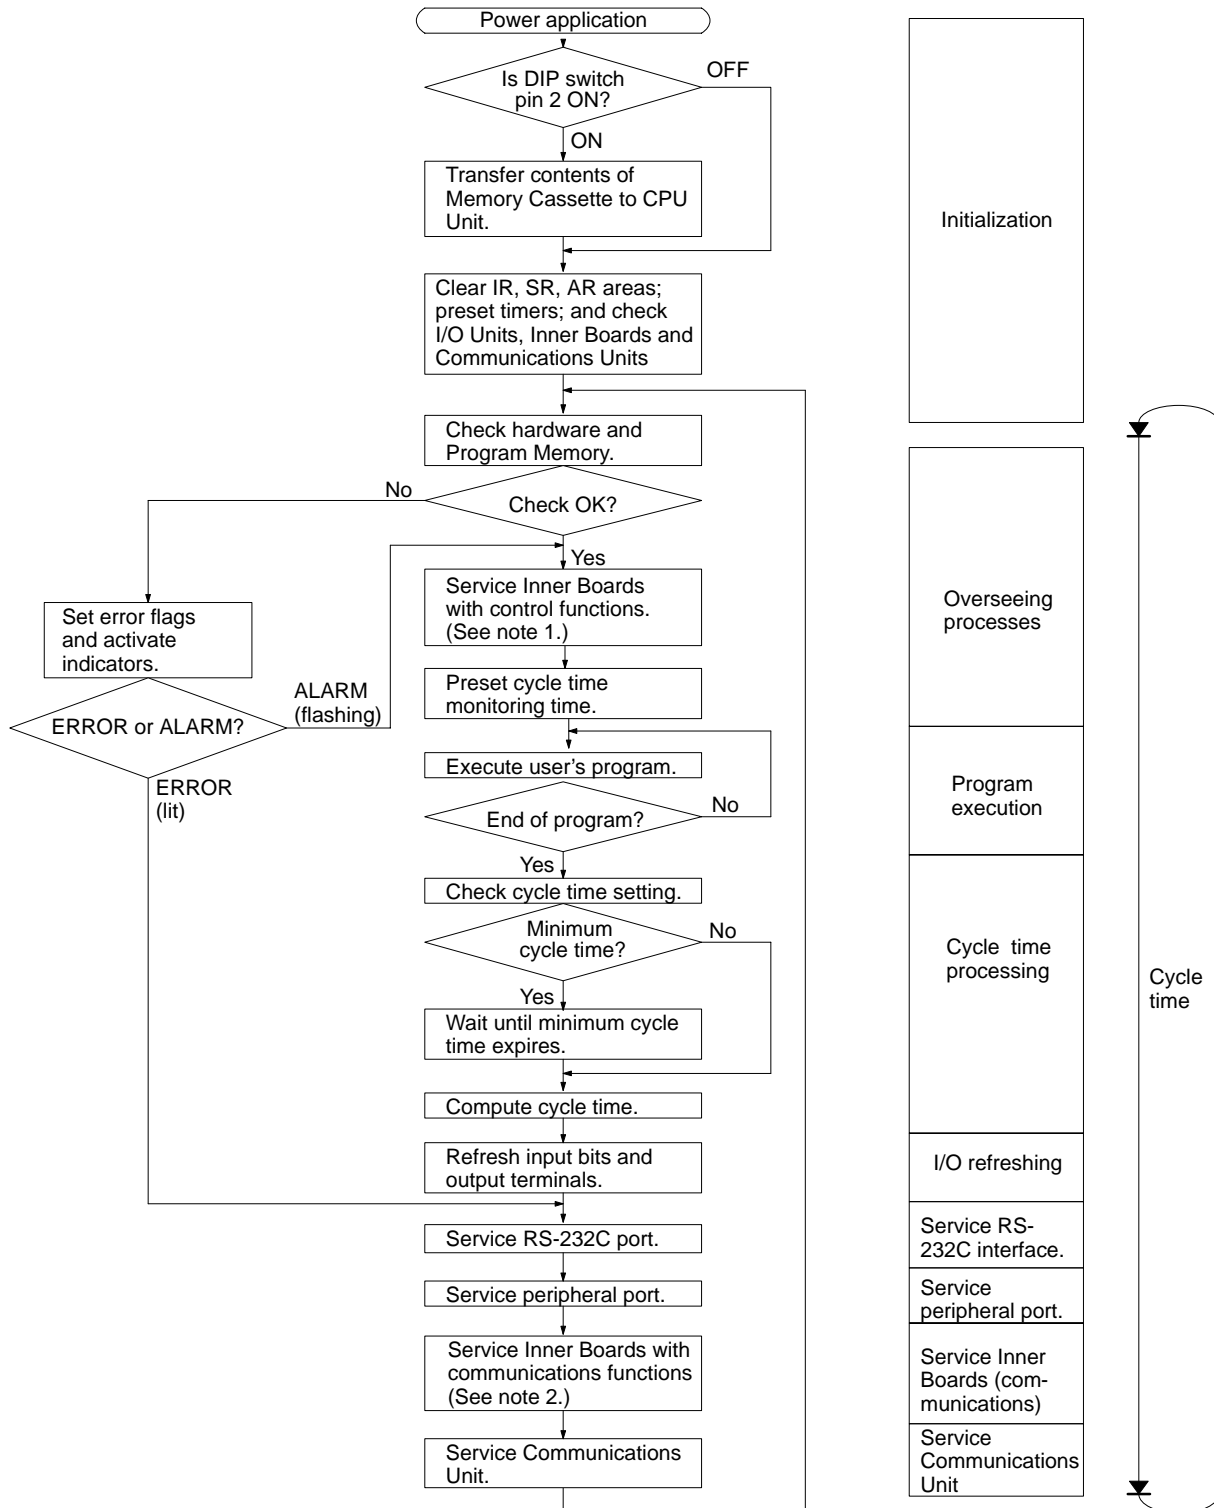 Power application
Is DIP switch
pin 2 ON?
OFF
ON
Transfer contents of
Memory Cassette to CPU
Unit.
Clear IR, SR, AR areas;
preset timers; and check
I/O Units, Inner Boards and
Communications Units
Check hardware and
Program Memory.
No
Check OK?
Yes
Service Inner Boards
with control functions.
(See note 1.)
Set error flags
and activate
indicators.
ERROR or ALARM?
ALARM
(flashing)
ERROR
(lit)
Preset cycle time
monitoring time.
Execute user's program.
End of program?
No
Yes
Check cycle time setting.
Minimum
cycle time?
No
Yes
Wait until minimum cycle
time expires.
Compute cycle time.
Refresh input bits and
output terminals.
Service RS-232C port.
Service peripheral port.
Service Inner Boards with
communications functions
(See note 2.)
Service Communications
Unit.
Initialization
Overseeing
processes
Program
execution
Cycle time
processing
I/O refreshing
Service RS-
232C interface.
Service
peripheral port.
Service Inner
Boards (com-
munications)
Service
Communications
Unit
Cycle
time